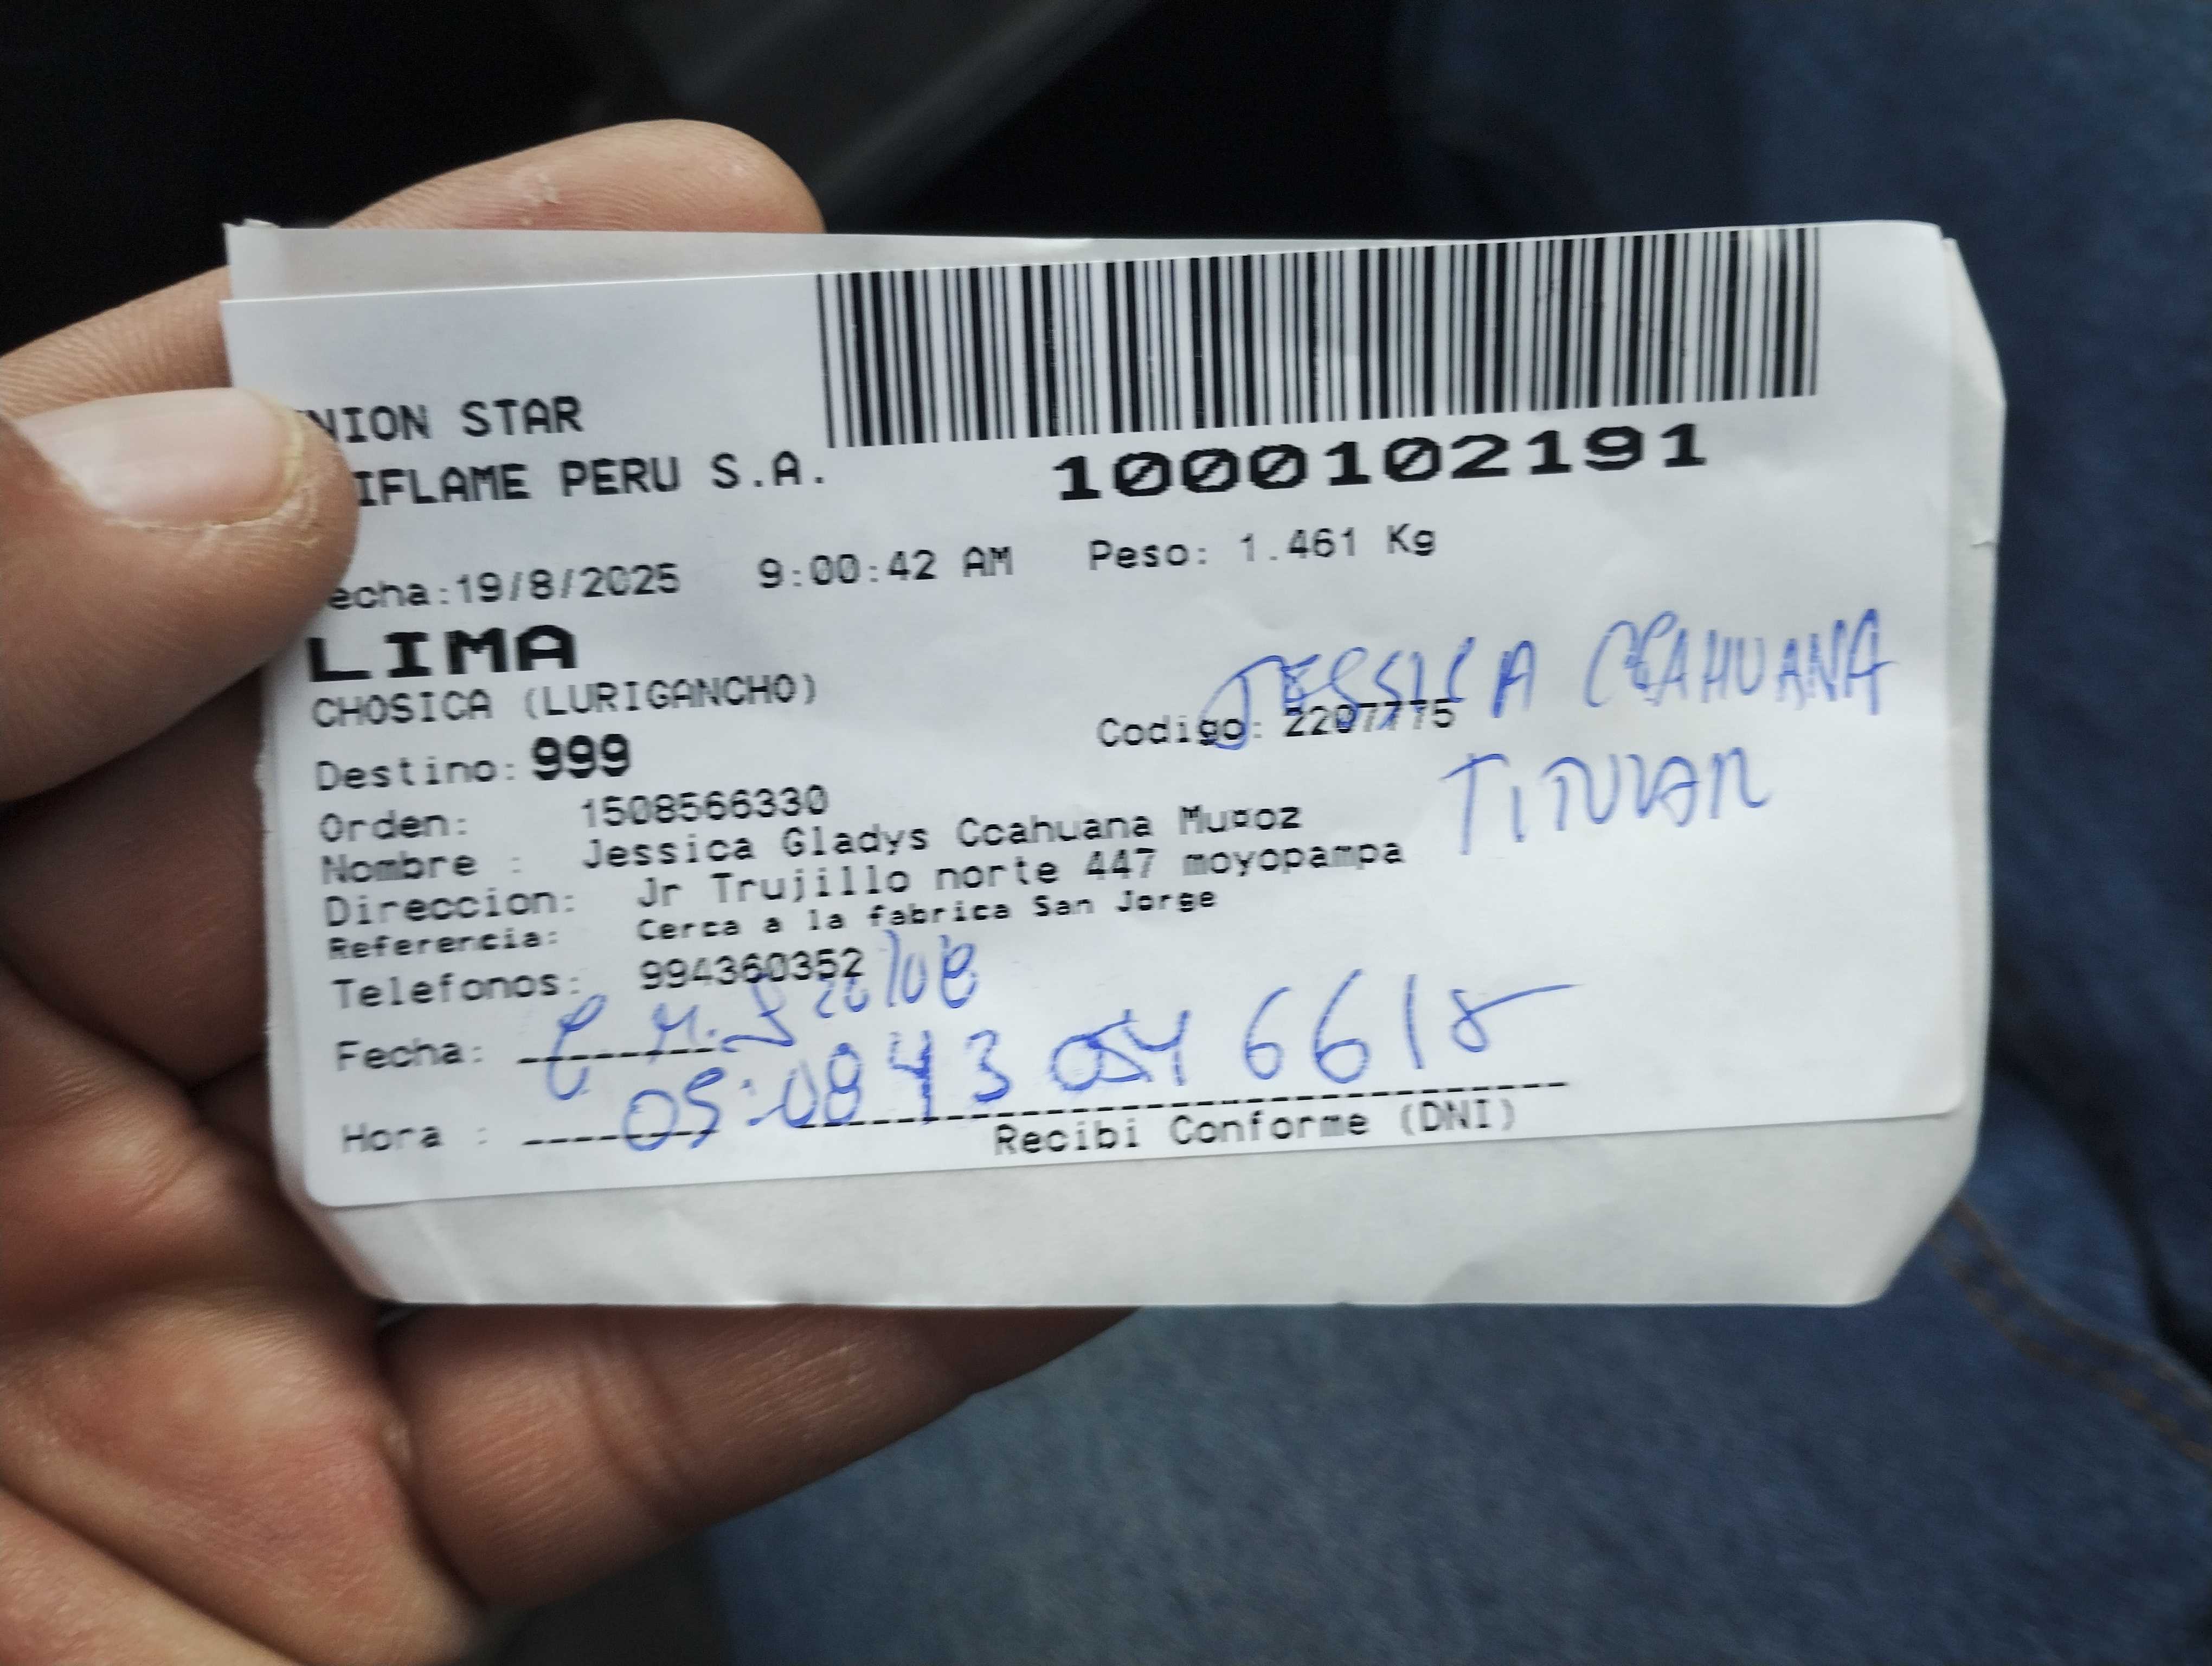 NION STAR
IFLAME PERU S.A.
1000102191
echa:19/8/2025 9:00:42 AM Peso: 1.461 Kg
LIMA
CHOSICA (LURIGANCHO)
JESSICA CCAHUANA
Codigo: 2207775
Destino: 999
TITULAR
Orden: 1508566330
Nombre : Jessica Gladys Ccahuana Mu¤oz
Direccion: Jr Trujillo norte 447 moyopampa
Referencia: Cerca a la fabrica San Jorge
Telefonos: 994360352
Fecha:
Hora :
Recibi Conforme (DNI)